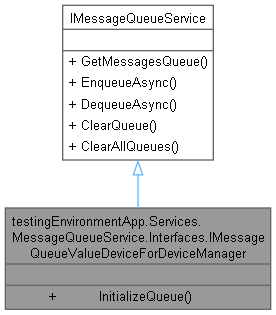 IMessageQueueService
+ GetMessagesQueue()
+ EnqueueAsync()
+ DequeueAsync()
+ ClearQueue()
+ ClearAllQueues()
testingEnvironmentApp.Services.
MessageQueueService.Interfaces.IMessage
QueueValueDeviceForDeviceManager
+ InitializeQueue()